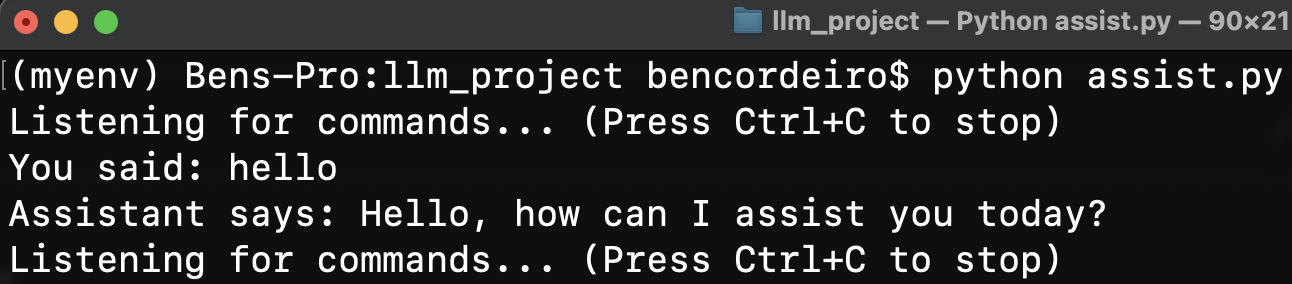 llm_project — Python assist.py — 90×21
(myenv) Bens-Pro:llm_project bencordeiro$ python assist.py
Listening for commands... (Press Ctrl+C to stop)
You said: hello
Assistant says: Hello, how can I assist you today?
Listening for commands... (Press Ctrl+C to stop)